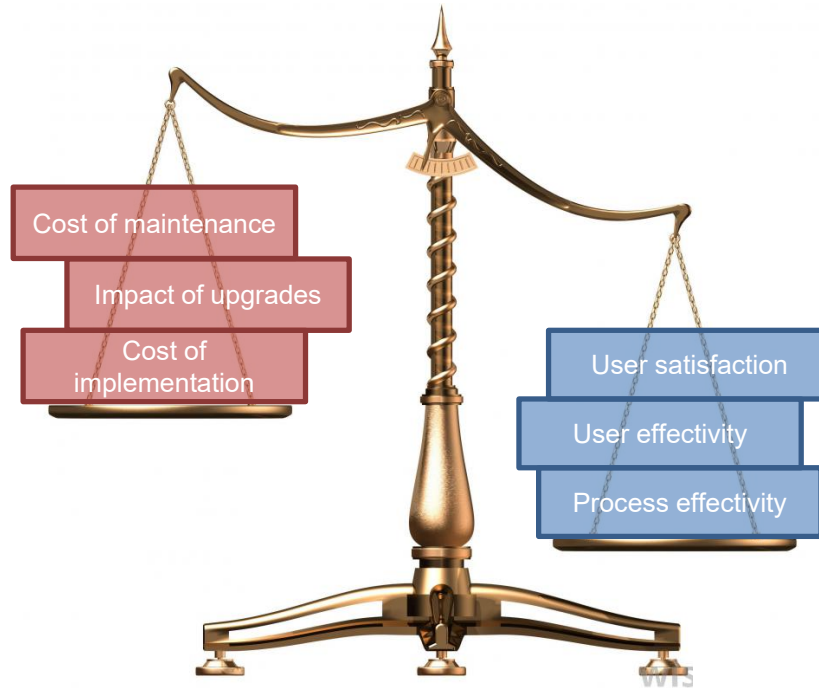 Cost of maintenance
Impact of upgrades
Cost of
implementation
User satisfaction
User effectivity
Process effectivity